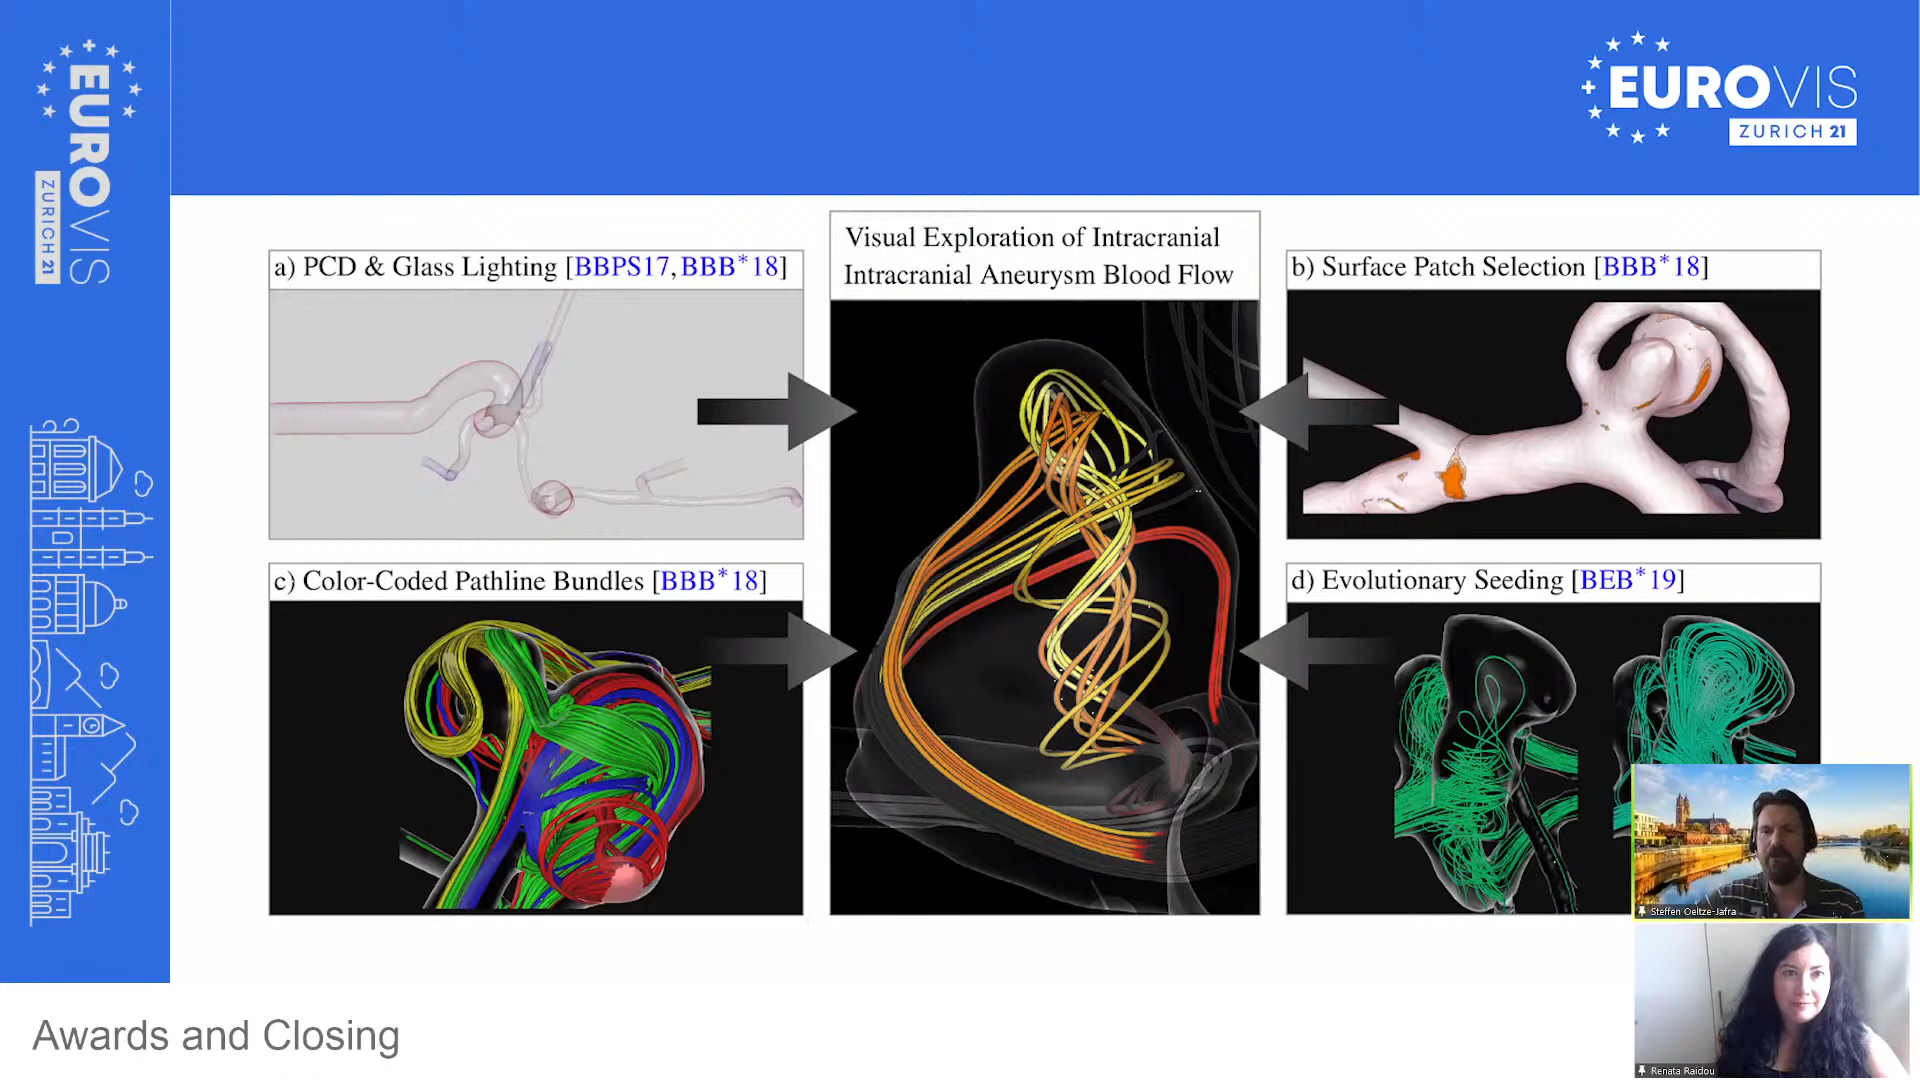 EUROVIS
ZURICH 21
EUROVIS
ZURICH 21
a) PCD & Glass Lighting [BBPS17, BBB*18]
Visual Exploration of Intracranial
Intracranial Aneurysm Blood Flow
b) Surface Patch Selection [BBB*18]
c) Color-Coded Pathline Bundles [BBB*18]
d) Evolutionary Seeding [BEB*19]
Steffen Oeltze-Jafra
Renata Raidou
Awards and Closing